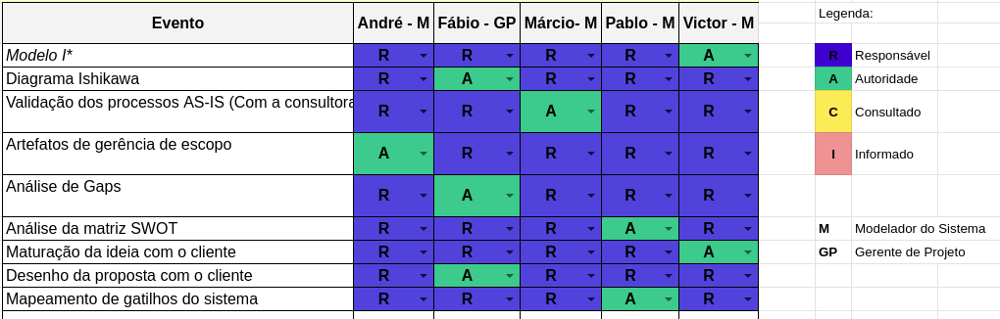 Evento André - M Fábio - GP Márcio- M Pablo - M Victor - M Legenda:
Modelo I* R R R R A R Responsável
Diagrama Ishikawa R A R R R A Autoridade
Validação dos processos AS-IS (Com a consultora R R A R R C Consultado
Artefatos de gerência de escopo A R R R R I Informado
Análise de Gaps R A R R R
Análise da matriz SWOT R R R A R M Modelador do Sistema
Maturação da ideia com o cliente R R R R A GP Gerente de Projeto
Desenho da proposta com o cliente R A R R R
Mapeamento de gatilhos do sistema R R R A R